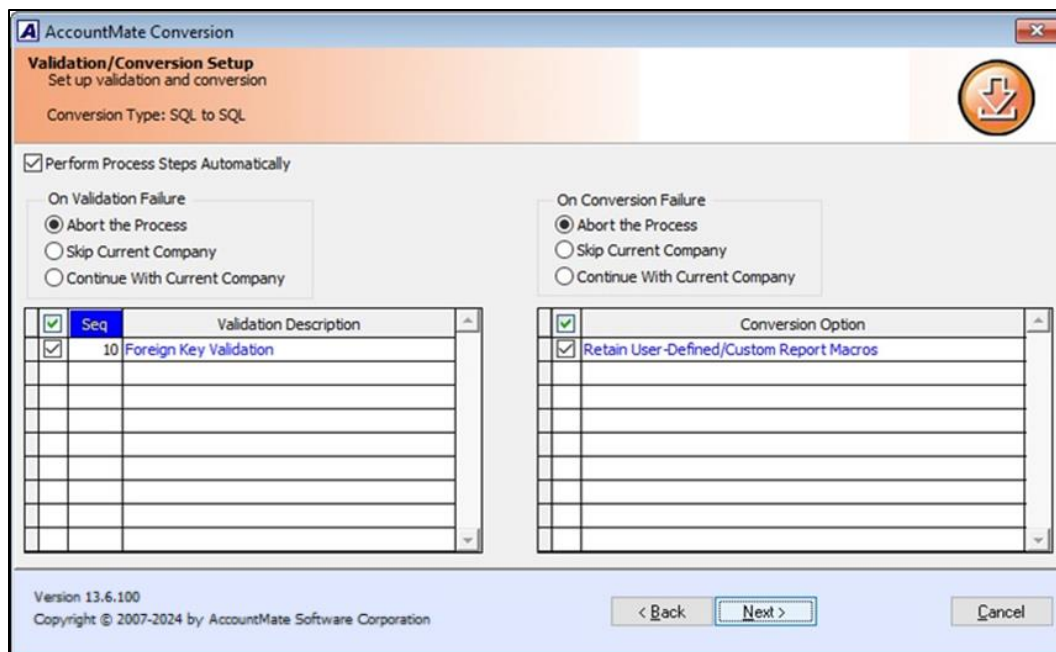 AccountMate Conversion
Validation/Conversion Setup
Set up validation and conversion
Conversion Type: SQL to SQL
Perform Process Steps Automatically
On Validation Failure
Abort the Process
Skip Current Company
Continue With Current Company
On Conversion Failure
Abort the Process
Skip Current Company
Continue With Current Company
Seq Validation Description
10 Foreign Key Validation
Conversion Option
Retain User-Defined/Custom Report Macros
Version 13.6.100
Copyright © 2007-2024 by AccountMate Software Corporation
< Back Next > Cancel